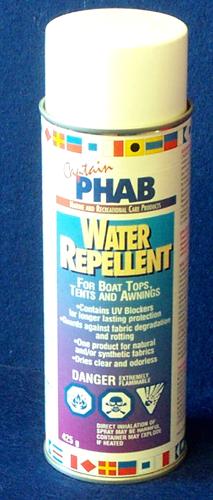 Captain
PHAB
MARINE AND RECREATIONAL CARE PRODUCTS
WATER
REPELLENT
FOR BOAT TOPS,
TENTS AND AWNINGS
•Contains UV Blockers
for longer lasting protection
•Guards against fabric degradation
and rotting
•One product for natural
and/or synthetic fabrics
•Dries clear and odorless
DANGER EXTREMELY
FLAMMABLE
DIRECT INHALATION OF
SPRAY MAY BE HARMFUL
CONTAINER MAY EXPLODE
IF HEATED
425 g